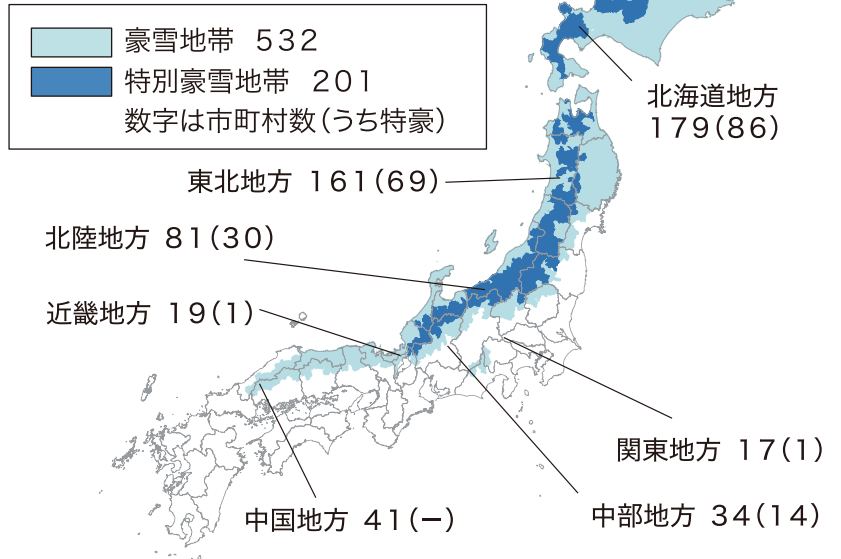 豪雪地帯 532
特別豪雪地帯 201
数字は市町村数（うち特豪）
北海道地方
179（86）
東北地方 161（69）
北陸地方 81（30）
近畿地方 19（1）
関東地方 17（1）
中部地方 34（14）
中国地方 41（−）